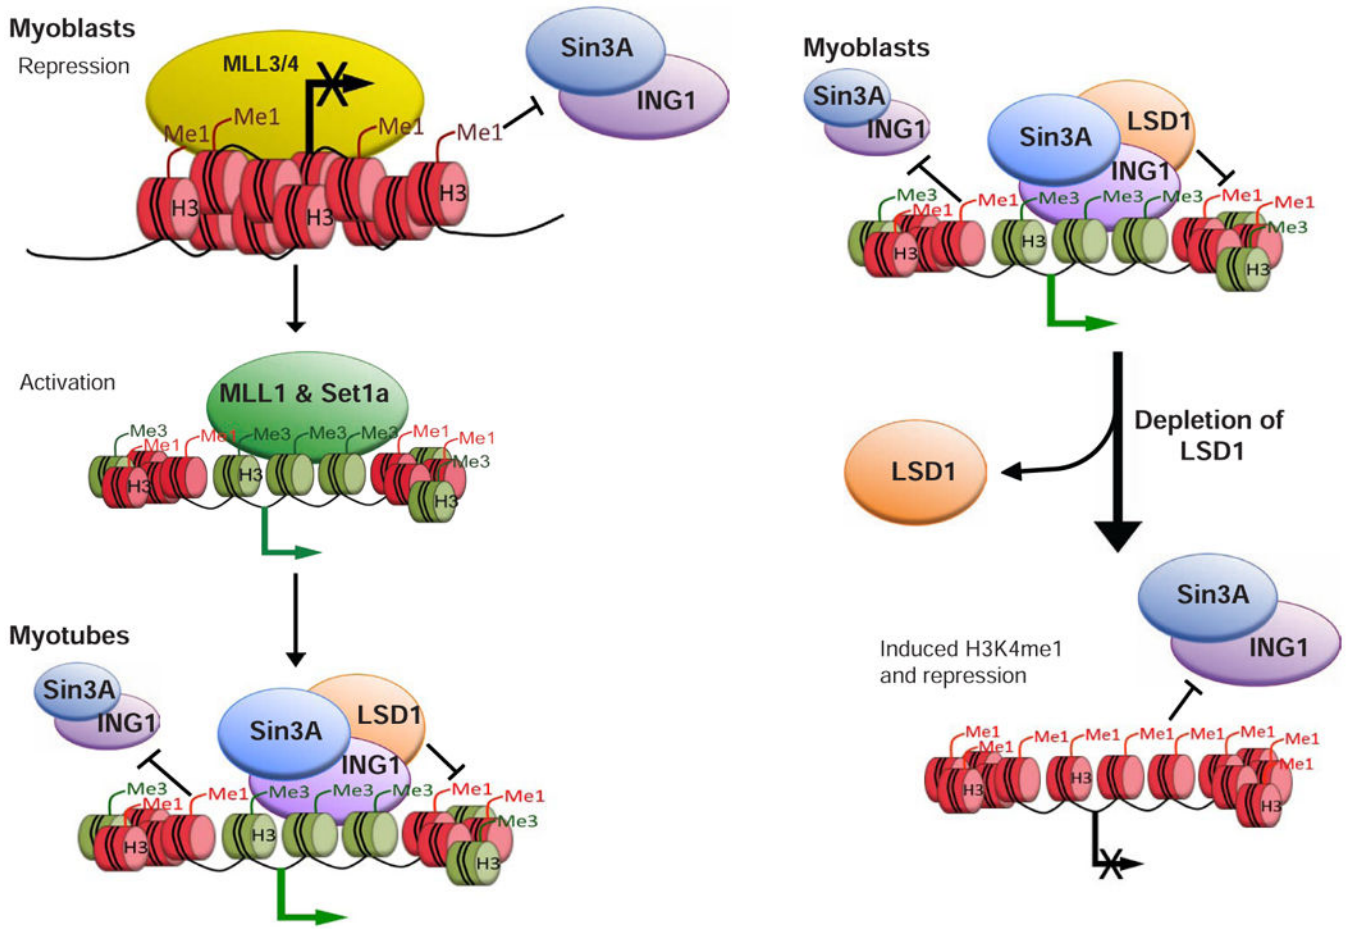 Myoblasts
Repression
MLL3/4
Me1
Me1
Me1
Me1
H3
H3
H3
Sin3A
ING1
Activation
MLL1 & Set1a
Me3
Me1
Me1
Me3
Me3
Me3
Me1
Me1
Me3
H3
H3
H3
Myotubes
Sin3A
ING1
Sin3A
LSD1
ING1
Me3
Me1
Me1
Me3
Me3
Me3
Me1
Me1
Me3
H3
H3
H3
Myoblasts
Sin3A
ING1
Sin3A
LSD1
ING1
Me3
Me1
Me1
Me3
Me3
Me3
Me1
Me1
Me3
H3
H3
H3
Depletion of
LSD1
LSD1
Sin3A
ING1
Induced H3K4me1
and repression
Me1
Me1
Me1
Me1
Me1
Me1
Me1
Me1
Me1
H3
H3
H3